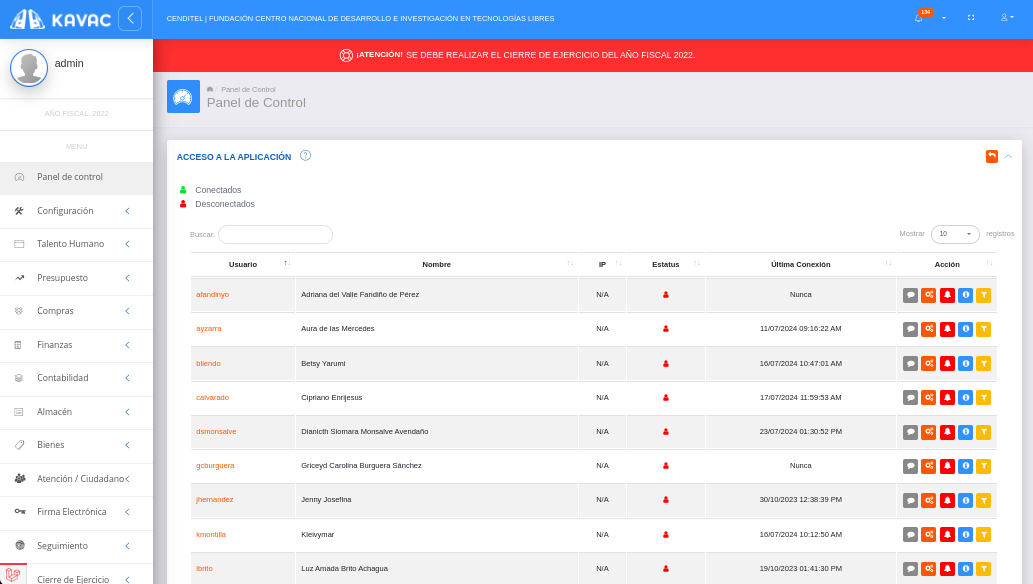 KAVAC
CENDITEL | FUNDACIÓN CENTRO NACIONAL DE DESARROLLO E INVESTIGACIÓN EN TECNOLOGÍAS LIBRES
134
¡ATENCIÓN! SE DEBE REALIZAR EL CIERRE DE EJERCICIO DEL AÑO FISCAL 2022.
admin
AÑO FISCAL: 2022
MENU
Panel de control
Configuración
Talento Humano
Presupuesto
Compras
Finanzas
Contabilidad
Almacén
Bienes
Atención / Ciudadano
Firma Electrónica
Seguimiento
Cierre de Ejercicio
/ Panel de Control
Panel de Control
ACCESO A LA APLICACIÓN
Conectados
Desconectados
Buscar:
Mostrar 10 registros
Usuario Nombre IP Estatus Última Conexión Acción
afandinyo Adriana del Valle Fandiño de Pérez N/A Nunca
ayzarra Aura de las Mercedes N/A 11/07/2024 09:16:22 AM
bliendo Betsy Yarumi N/A 16/07/2024 10:47:01 AM
calvarado Cipriano Enrijesus N/A 17/07/2024 11:59:53 AM
dsmonsalve Dianicth Siomara Monsalve Avendaño N/A 23/07/2024 01:30:52 PM
gcburguera Griceyd Carolina Burguera Sánchez N/A Nunca
jhernandez Jenny Josefina N/A 30/10/2023 12:38:39 PM
kmontilla Kleivymar N/A 16/07/2024 10:12:50 AM
lbrito Luz Amada Brito Achagua N/A 19/10/2023 01:41:30 PM